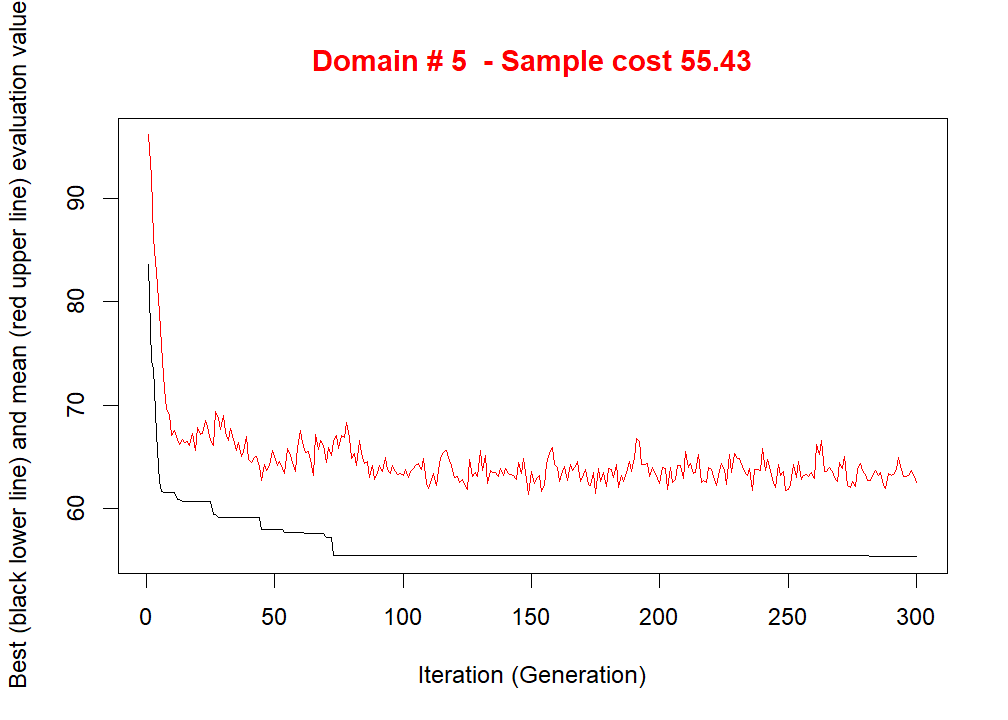 Domain # 5  - Sample cost 55.43
Best (black lower line) and mean (red upper line) evaluation value
90
80
70
60
0 50 100 150 200 250 300
Iteration (Generation)